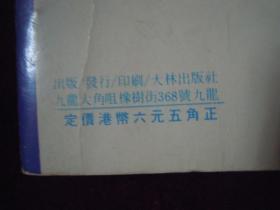 出版/發行/印刷/大林出版社
九龍大角咀橡樹街368號九龍
定價港幣六元五角正